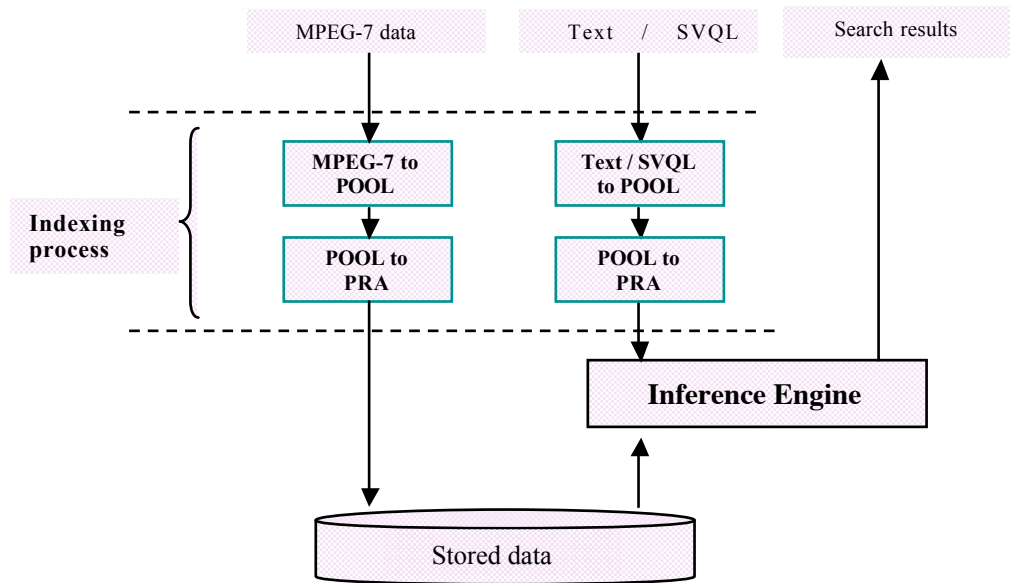 MPEG-7 data
Text / SVQL
Search results
MPEG-7 to
POOL
Text / SVQL
to POOL
Indexing
process
POOL to
PRA
POOL to
PRA
Inference Engine
Stored data